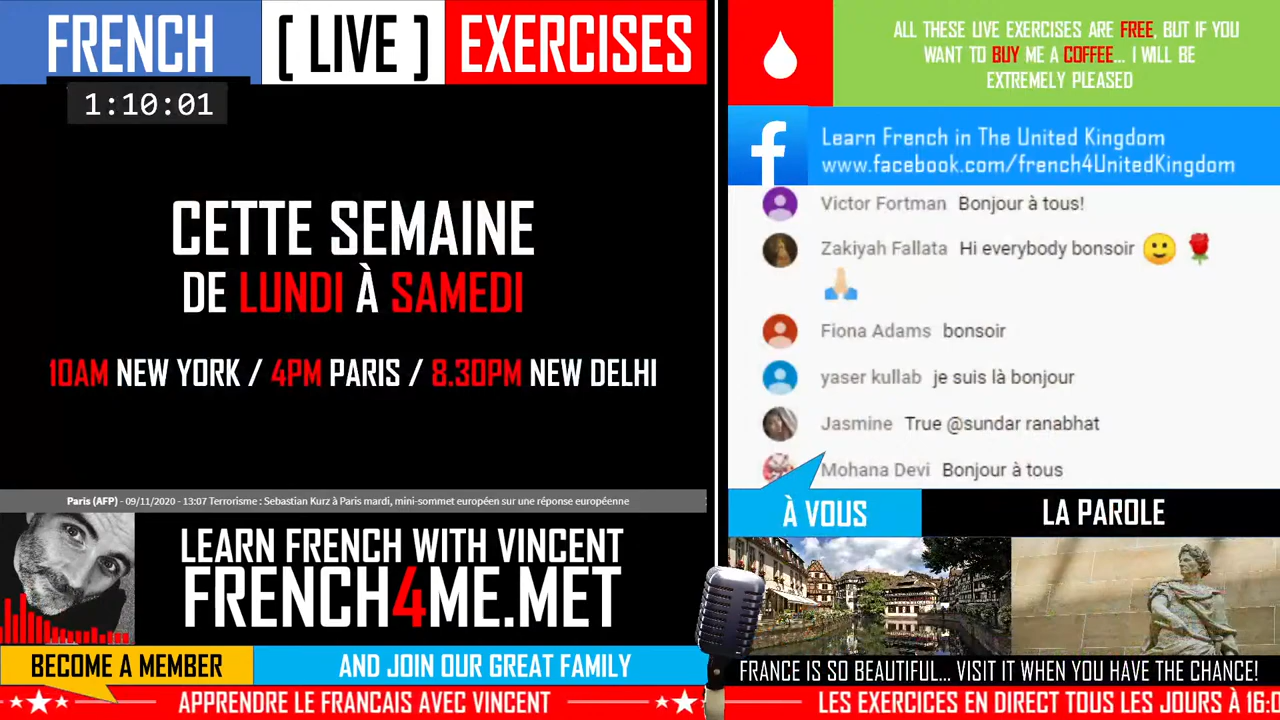 FRENCH [ LIVE ] EXERCISES
1:10:01
CETTE SEMAINE
DE LUNDI À SAMEDI
10AM NEW YORK / 4PM PARIS / 8.30PM NEW DELHI
Paris (AFP) - 09/11/2020 - 13:07 Terrorisme : Sebastian Kurz à Paris mardi, mini-sommet européen sur une réponse européenne
LEARN FRENCH WITH VINCENT
FRENCH4ME.MET
BECOME A MEMBER
AND JOIN OUR GREAT FAMILY
APPRENDRE LE FRANCAIS AVEC VINCENT
ALL THESE LIVE EXERCISES ARE FREE, BUT IF YOU
WANT TO BUY ME A COFFEE... I WILL BE
EXTREMELY PLEASED
Learn French in The United Kingdom
www.facebook.com/french4UnitedKingdom
Victor Fortman Bonjour à tous!
Zakiyah Fallata Hi everybody bonsoir
Fiona Adams bonsoir
yaser kullab je suis là bonjour
Jasmine True @sundar ranabhat
Mohana Devi Bonjour à tous
À VOUS LA PAROLE
FRANCE IS SO BEAUTIFUL... VISIT IT WHEN YOU HAVE THE CHANCE!
LES EXERCICES EN DIRECT TOUS LES JOURS À 16:0